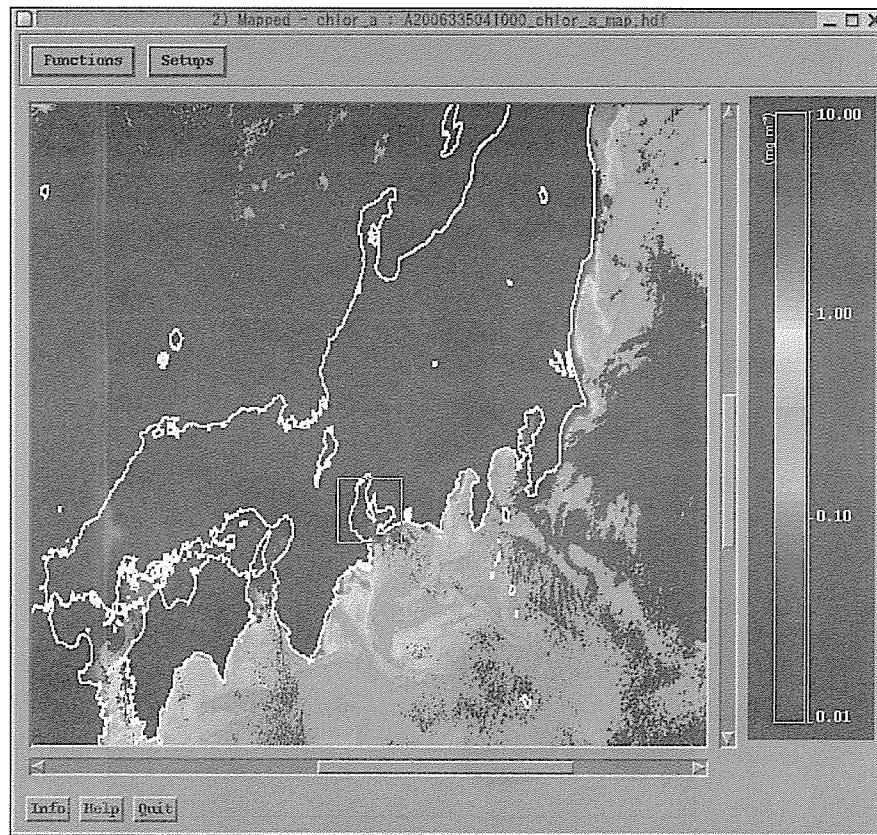 2) Mapped - chlor_a : A2006335041000_chlor_a_map.hdf
Functions
Setups
(mg m⁻³)
10.00
1.00
0.10
0.01
Info
Help
Quit